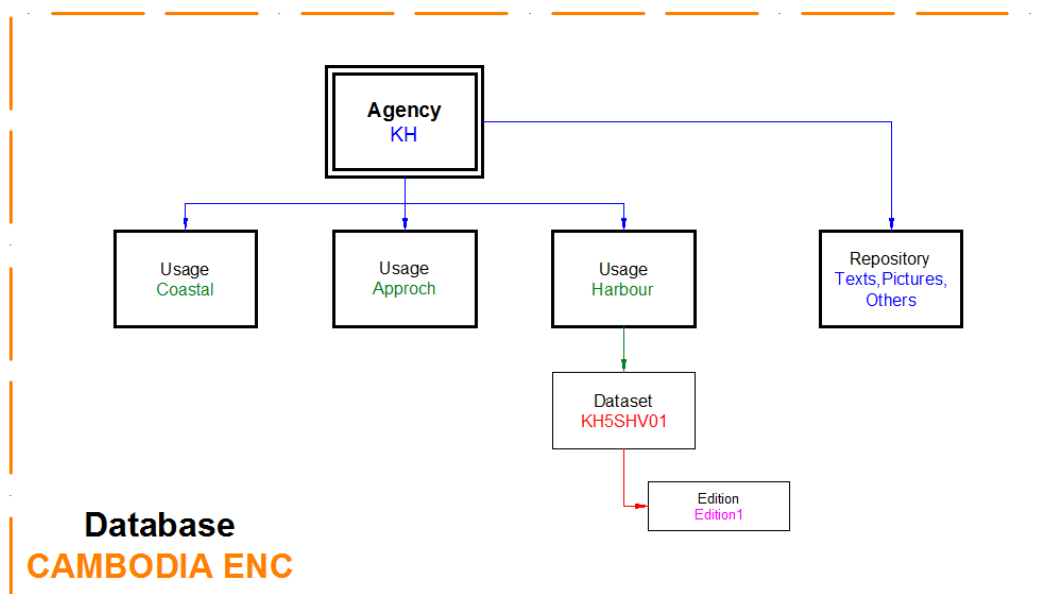 Agency
KH
Usage
Coastal
Usage
Approch
Usage
Harbour
Repository
Texts,Pictures,
Others
Dataset
KH5SHV01
Edition
Edition1
Database
CAMBODIA ENC